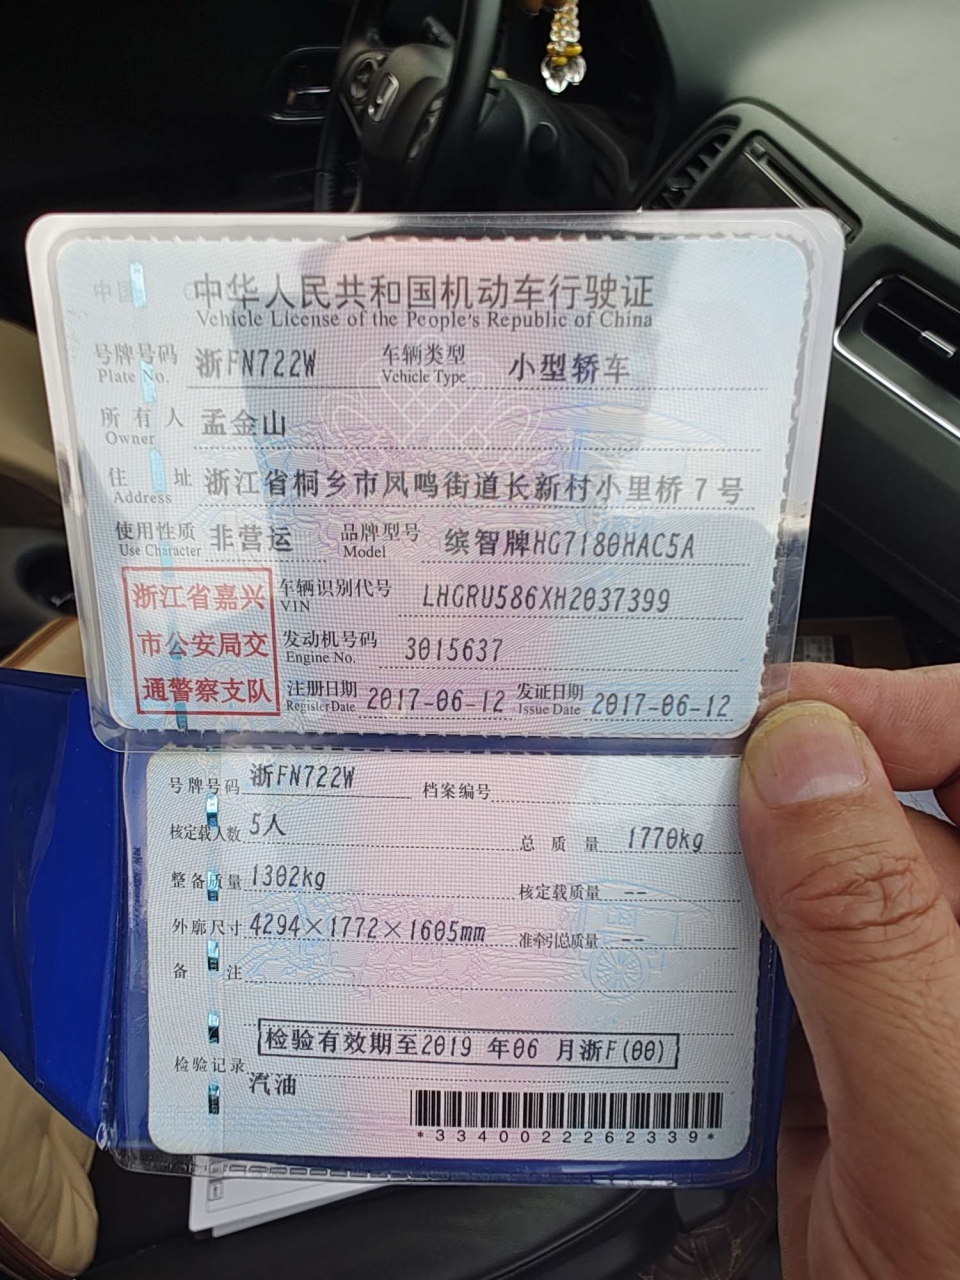 中华人民共和国机动车行驶证
Vehicle License of the People's Republic of China
号牌号码 Plate No. 浙FN722W 车辆类型 Vehicle Type 小型轿车
所有人 Owner 孟金山
住址 Address 浙江省桐乡市凤鸣街道长新村小里桥7号
使用性质 Use Character 非营运 品牌型号 Model 缤智牌HG7180HAC5A
浙江省嘉兴
市公安局交
通警察支队
车辆识别代号 VIN LHGRU586XH2037399
发动机号码 Engine No. 3015637
注册日期 Register Date 2017-06-12 发证日期 Issue Date 2017-06-12
号牌号码 浙FN722W 档案编号
核定载人数 5人 总质量 1770kg
整备质量 1302kg 核定载质量 --
外廓尺寸 4294×1772×1605mm 准牵引总质量 --
备注
检验记录 检验有效期至2019 年06 月浙F(00)
汽油
*3340022262339*